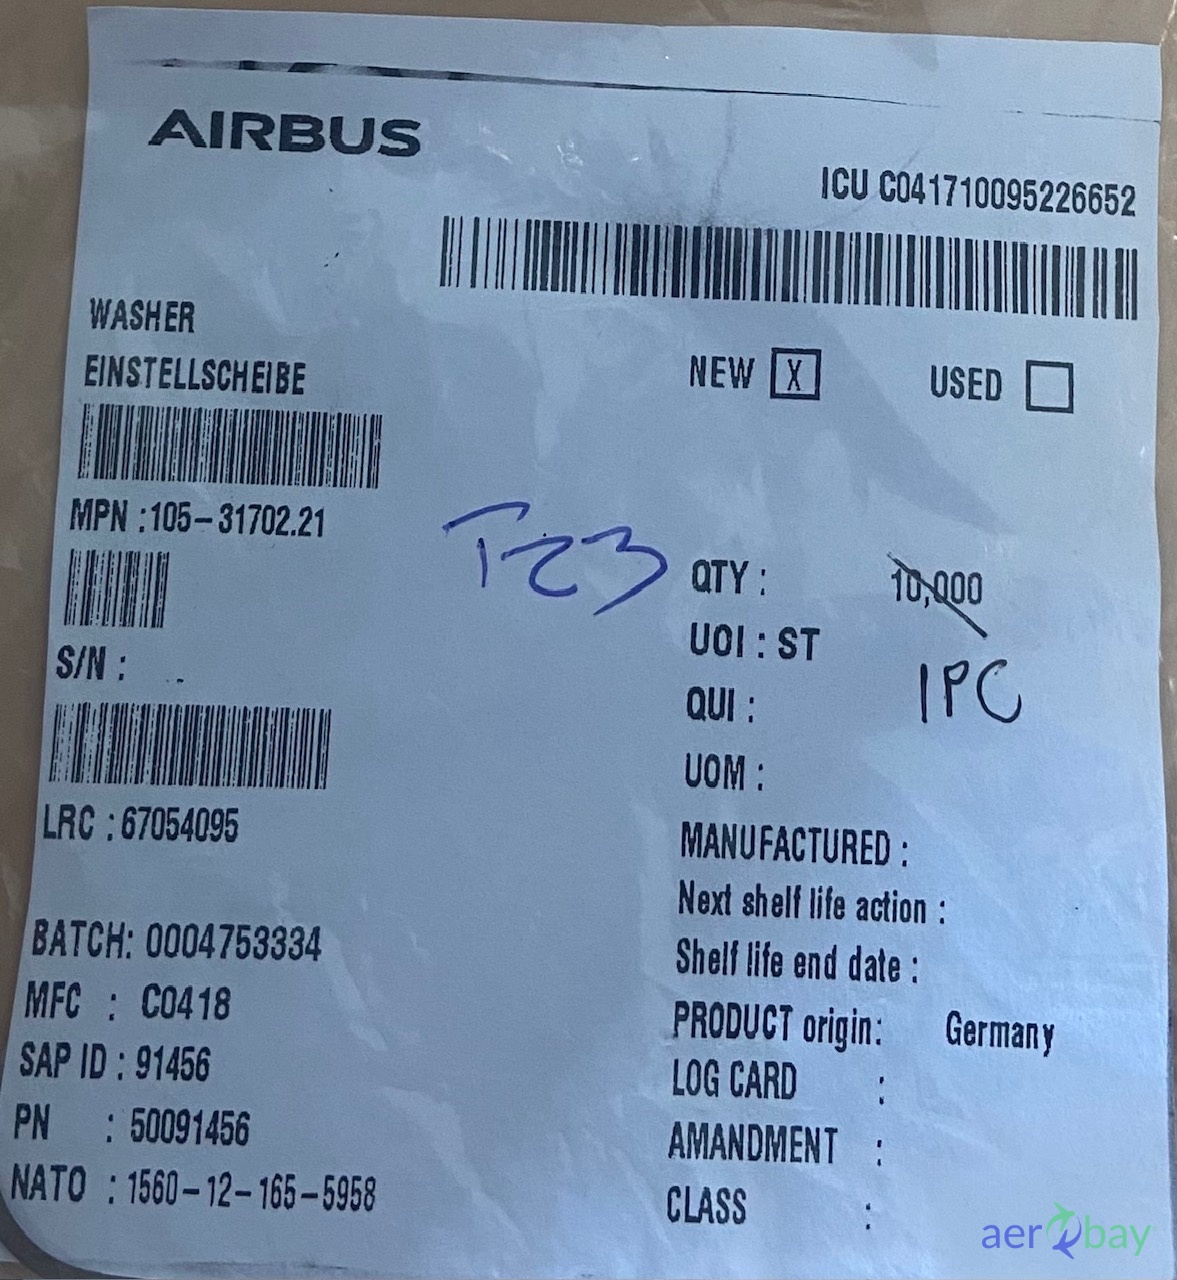 AIRBUS
ICU C041710095226652
WASHER
EINSTELLSCHEIBE
NEW X USED
MPN :105-31702.21
S/N :
LRC :67054095
BATCH: 0004753334
MFC : C0418
SAP ID : 91456
PN : 50091456
NATO : 1560-12-165-5958
QTY : 10,000
UOI : ST
1PC
QUI :
UOM :
MANUFACTURED :
Next shelf life action :
Shelf life end date :
PRODUCT origin: Germany
LOG CARD :
AMANDMENT :
CLASS :
aerobay